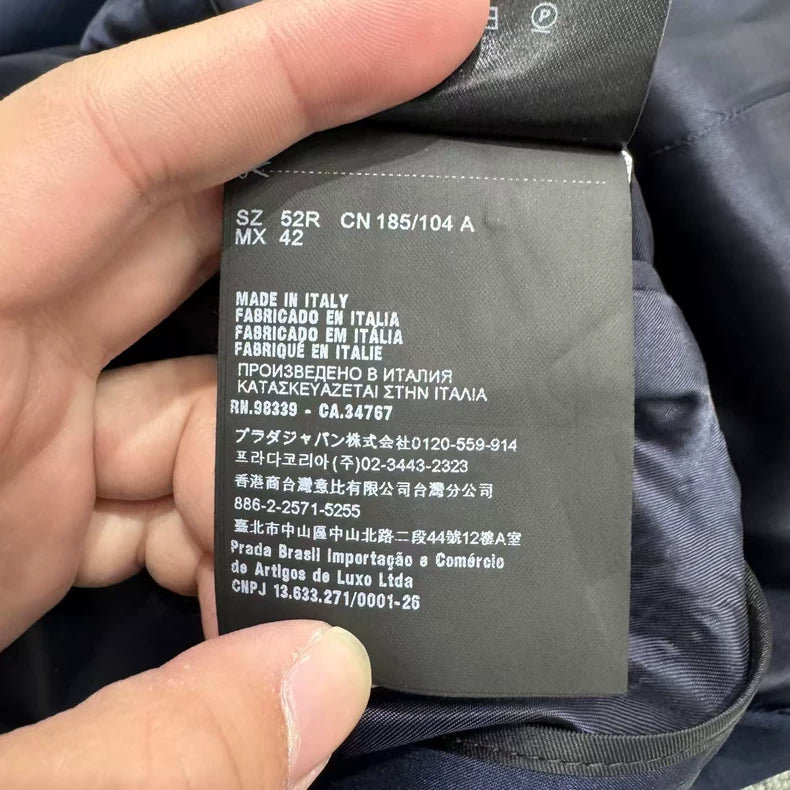 SZ 52R CN 185/104 A
MX 42
MADE IN ITALY
FABRICADO EN ITALIA
FABRICADO EM ITÁLIA
FABRIQUÉ EN ITALIE
ПРОИЗВЕДЕНО В ИТАЛИЯ
ΚΑΤΑΣΚΕΥΑΖΕΤΑΙ ΣΤΗΝ ΙΤΑΛΙΑ
RN.98339 - CA.34767
プラダジャパン株式会社0120-559-914
프라다코리아(주)02-3443-2323
香港商台灣意比有限公司台灣分公司
886-2-2571-5255
臺北市中山區中山北路二段44號12樓A室
Prada Brasil Importação e Comércio
de Artigos de Luxo Ltda
CNPJ 13.633.271/0001-26